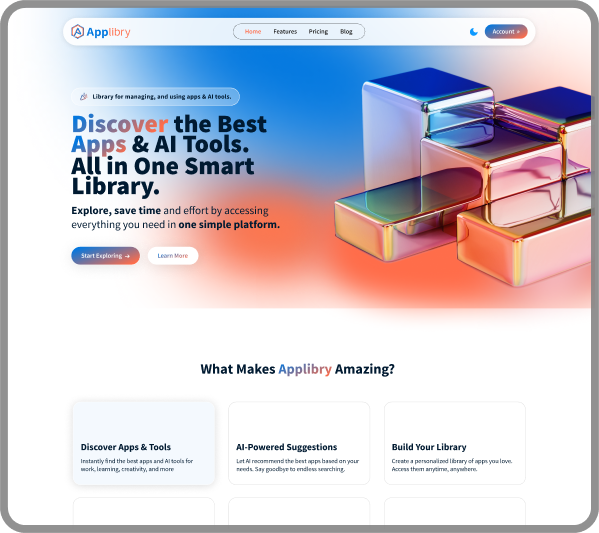 Applibry
Home Features Pricing Blog
Account +
Library for managing, and using apps & AI tools.
Discover the Best
Apps & AI Tools.
All in One Smart
Library.
Explore, save time and effort by accessing
everything you need in one simple platform.
Start Exploring →
Learn More
What Makes Applibry Amazing?
Discover Apps & Tools
Instantly find the best apps and AI tools for
work, learning, creativity, and more
AI-Powered Suggestions
Let AI recommend the best apps based on your
needs. Say goodbye to endless searching.
Build Your Library
Create a personalized library of apps you love.
Access them anytime, anywhere.